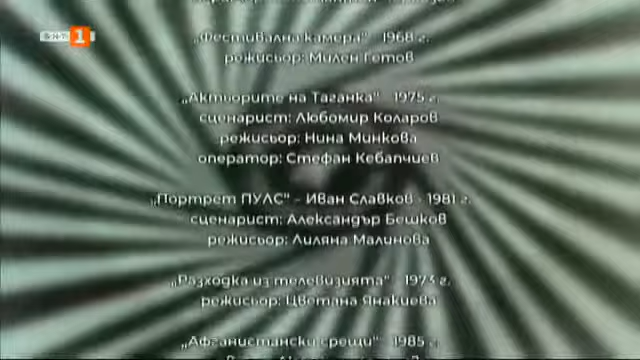 БНТ 1
„Фестивална камера" 1968 г.
режисьор: Милен Гетов
„Актьорите на Таганка" 1975 г.
сценарист: Любомир Коларов
режисьор: Нина Минкова
оператор: Стефан Кебапчиев
„Портрет ПУЛС" - Иван Славков - 1981 г.
сценарист: Александър Бешков
режисьор: Лиляна Малинова
„Разходка из телевизията" 1973 г.
режисьор: Цветана Янакиева
„Афганистански срещи" 1985 г.